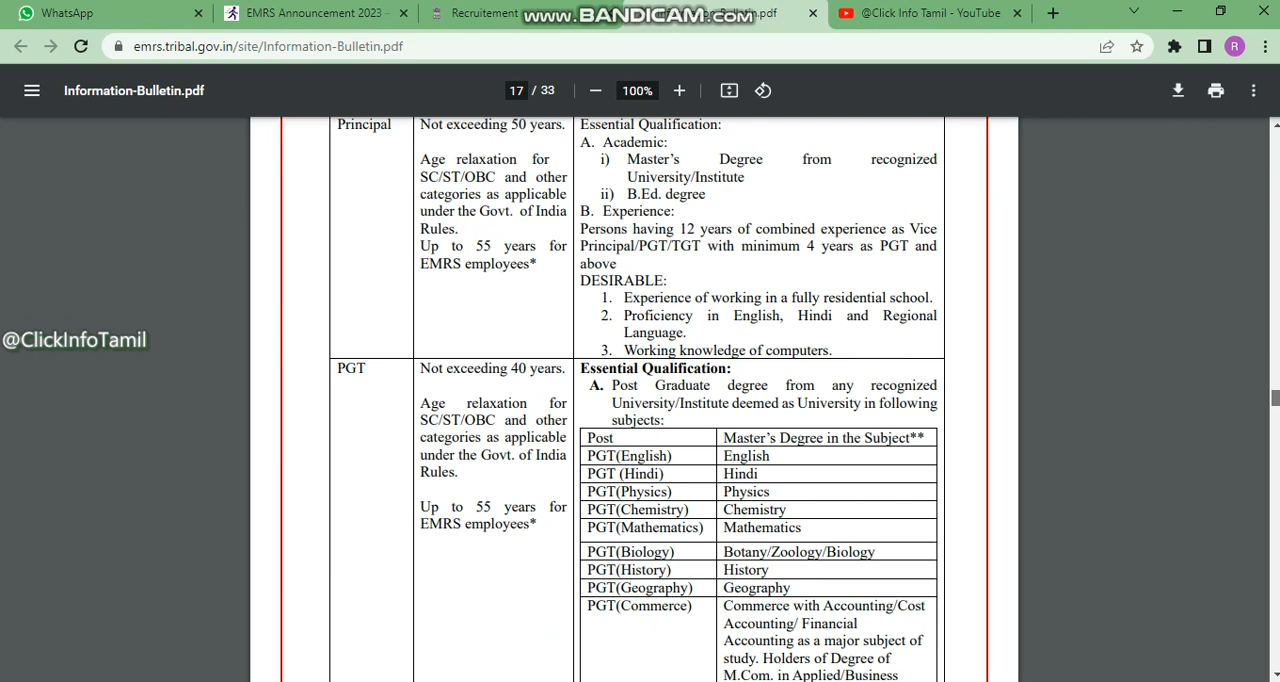 WhatsApp
EMRS Announcement 2023 –
Recruitement
www.BANDICAM.com
.pdf
@Click Info Tamil - YouTube
emrs.tribal.gov.in/site/Information-Bulletin.pdf
R
Information-Bulletin.pdf
17 / 33
100%
Principal
Not exceeding 50 years.
Age relaxation for
SC/ST/OBC and other
categories as applicable
under the Govt. of India
Rules.
Up to 55 years for
EMRS employees*
Essential Qualification:
A. Academic:
i) Master's Degree from recognized
University/Institute
ii) B.Ed. degree
B. Experience:
Persons having 12 years of combined experience as Vice
Principal/PGT/TGT with minimum 4 years as PGT and
above
DESIRABLE:
1. Experience of working in a fully residential school.
2. Proficiency in English, Hindi and Regional
Language.
3. Working knowledge of computers.
@ClickInfoTamil
PGT
Not exceeding 40 years.
Age relaxation for
SC/ST/OBC and other
categories as applicable
under the Govt. of India
Rules.
Up to 55 years for
EMRS employees*
Essential Qualification:
A. Post Graduate degree from any recognized
University/Institute deemed as University in following
subjects:
Post Master's Degree in the Subject**
PGT(English) English
PGT (Hindi) Hindi
PGT(Physics) Physics
PGT(Chemistry) Chemistry
PGT(Mathematics) Mathematics
PGT(Biology) Botany/Zoology/Biology
PGT(History) History
PGT(Geography) Geography
PGT(Commerce) Commerce with Accounting/Cost
Accounting/ Financial
Accounting as a major subject of
study. Holders of Degree of
M.Com. in Applied/Business